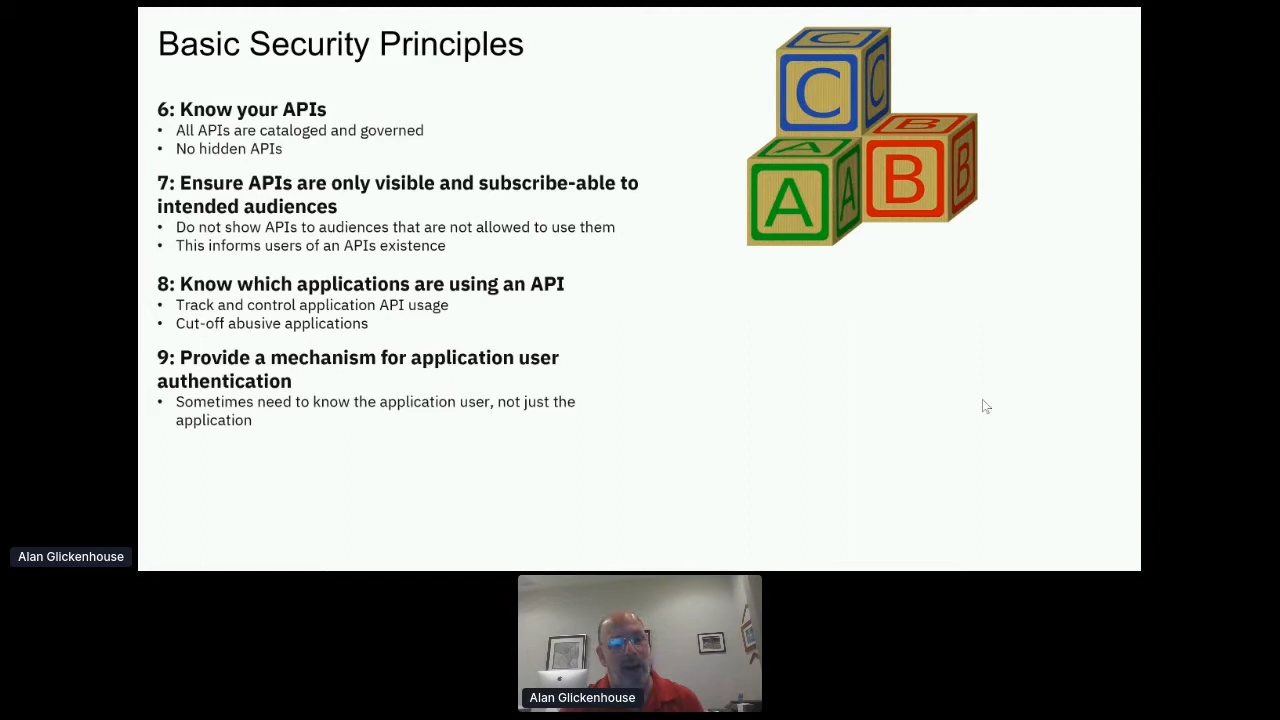 Basic Security Principles
6: Know your APIs
• All APIs are cataloged and governed
• No hidden APIs
7: Ensure APIs are only visible and subscribe-able to
intended audiences
• Do not show APIs to audiences that are not allowed to use them
• This informs users of an APIs existence
8: Know which applications are using an API
• Track and control application API usage
• Cut-off abusive applications
9: Provide a mechanism for application user
authentication
• Sometimes need to know the application user, not just the
application
C
C
C
A
A
A
B
B
B
Alan Glickenhouse
Alan Glickenhouse